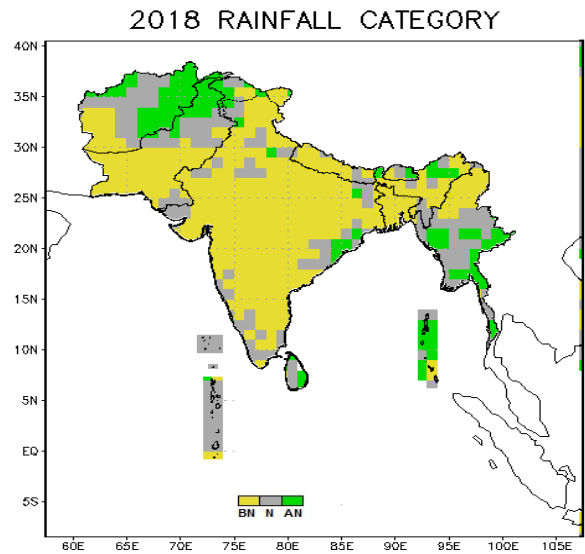 2018 RAINFALL CATEGORY
40N
35N
30N
25N
20N
15N
10N
5N
EQ
5S
BN N AN
60E 65E 70E 75E 80E 85E 90E 95E 100E 105E